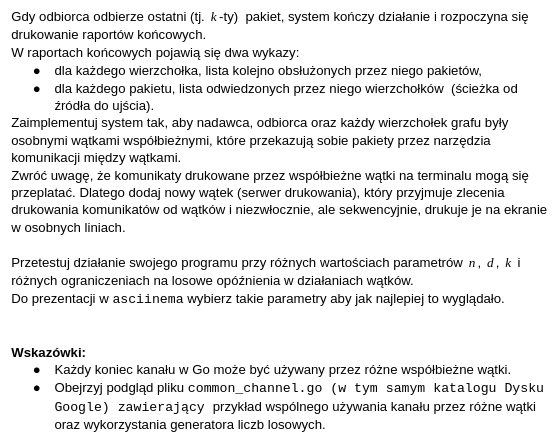 Gdy odbiorca odbierze ostatni (tj. k-ty) pakiet, system kończy działanie i rozpoczyna się
drukowanie raportów końcowych.
W raportach końcowych pojawią się dwa wykazy:
● dla każdego wierzchołka, lista kolejno obsłużonych przez niego pakietów,
● dla każdego pakietu, lista odwiedzonych przez niego wierzchołków (ścieżka od
źródła do ujścia).
Zaimplementuj system tak, aby nadawca, odbiorca oraz każdy wierzchołek grafu były
osobnymi wątkami współbieżnymi, które przekazują sobie pakiety przez narzędzia
komunikacji między wątkami.
Zwróć uwagę, że komunikaty drukowane przez współbieżne wątki na terminalu mogą się
przeplatać. Dlatego dodaj nowy wątek (serwer drukowania), który przyjmuje zlecenia
drukowania komunikatów od wątków i niezwłocznie, ale sekwencyjnie, drukuje je na ekranie
w osobnych liniach.
Przetestuj działanie swojego programu przy różnych wartościach parametrów n, d, k i
różnych ograniczeniach na losowe opóźnienia w działaniach wątków.
Do prezentacji w asciinema wybierz takie parametry aby jak najlepiej to wyglądało.
Wskazówki:
● Każdy koniec kanału w Go może być używany przez różne współbieżne wątki.
● Obejrzyj podgląd pliku common_channel.go (w tym samym katalogu Dysku
Google) zawierający przykład wspólnego używania kanału przez różne wątki
oraz wykorzystania generatora liczb losowych.